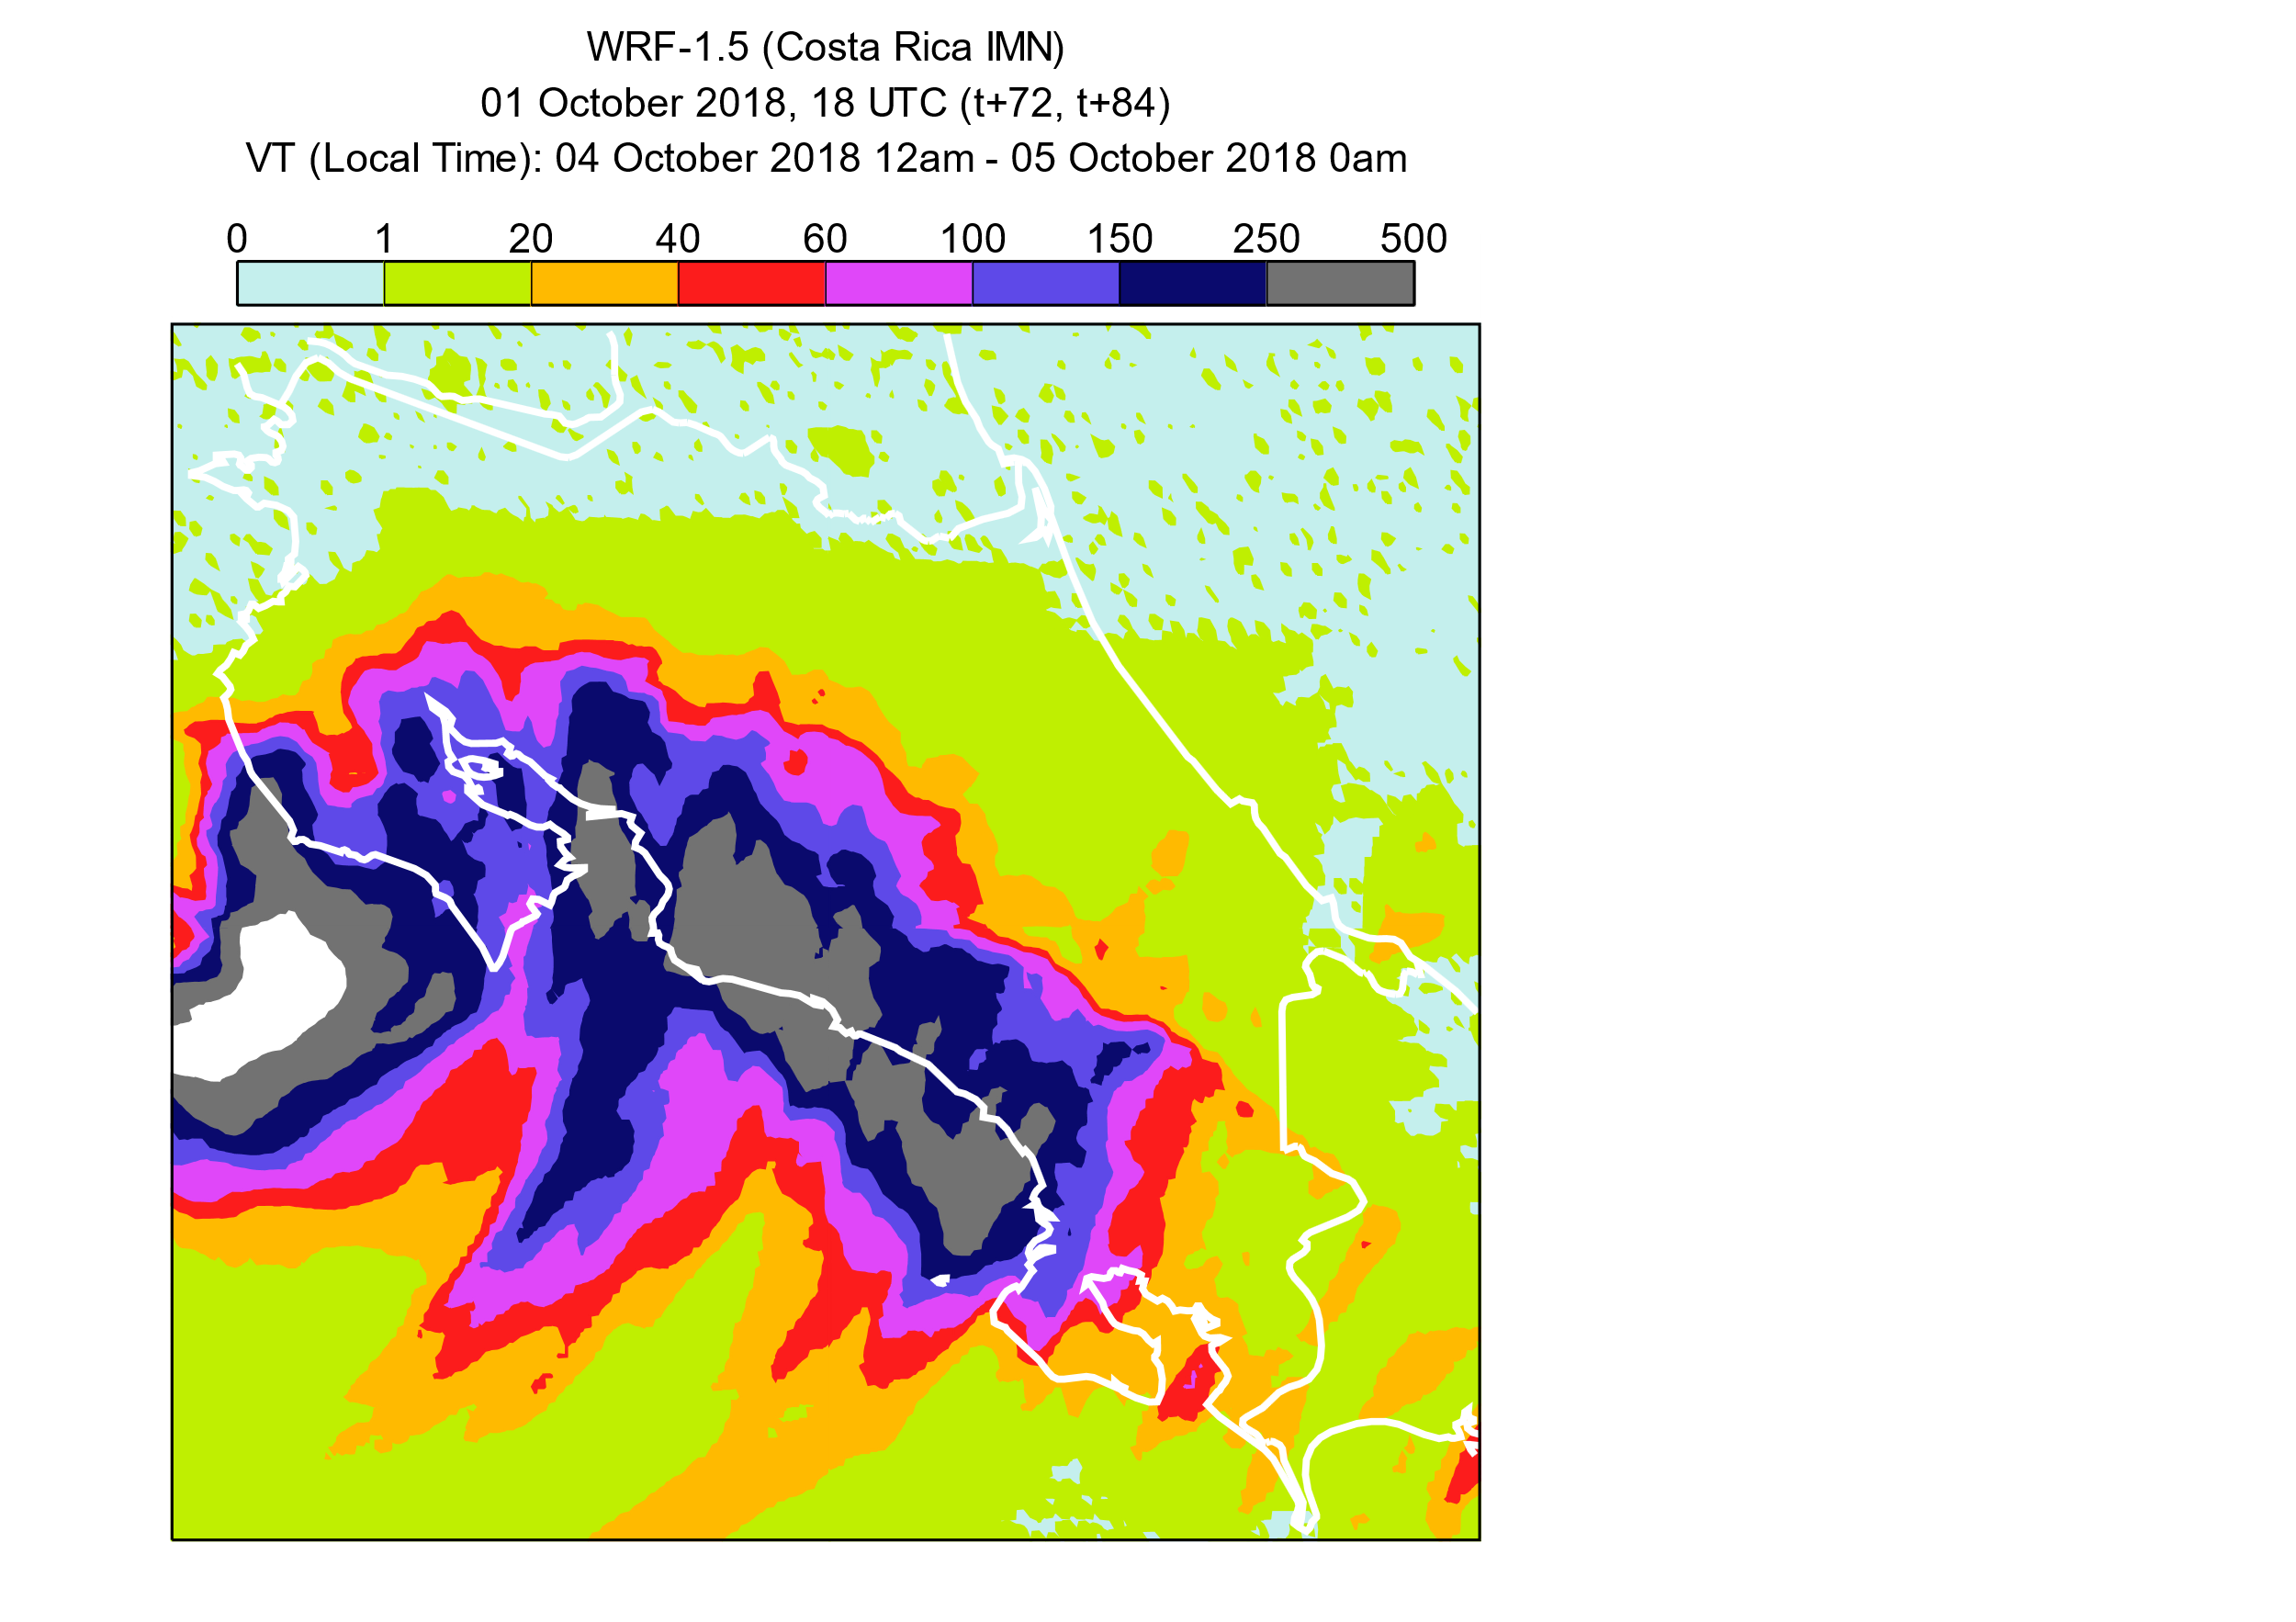 WRF-1.5 (Costa Rica IMN)
01 October 2018, 18 UTC (t+72, t+84)
VT (Local Time): 04 October 2018 12am - 05 October 2018 0am
0 1 20 40 60 100 150 250 500